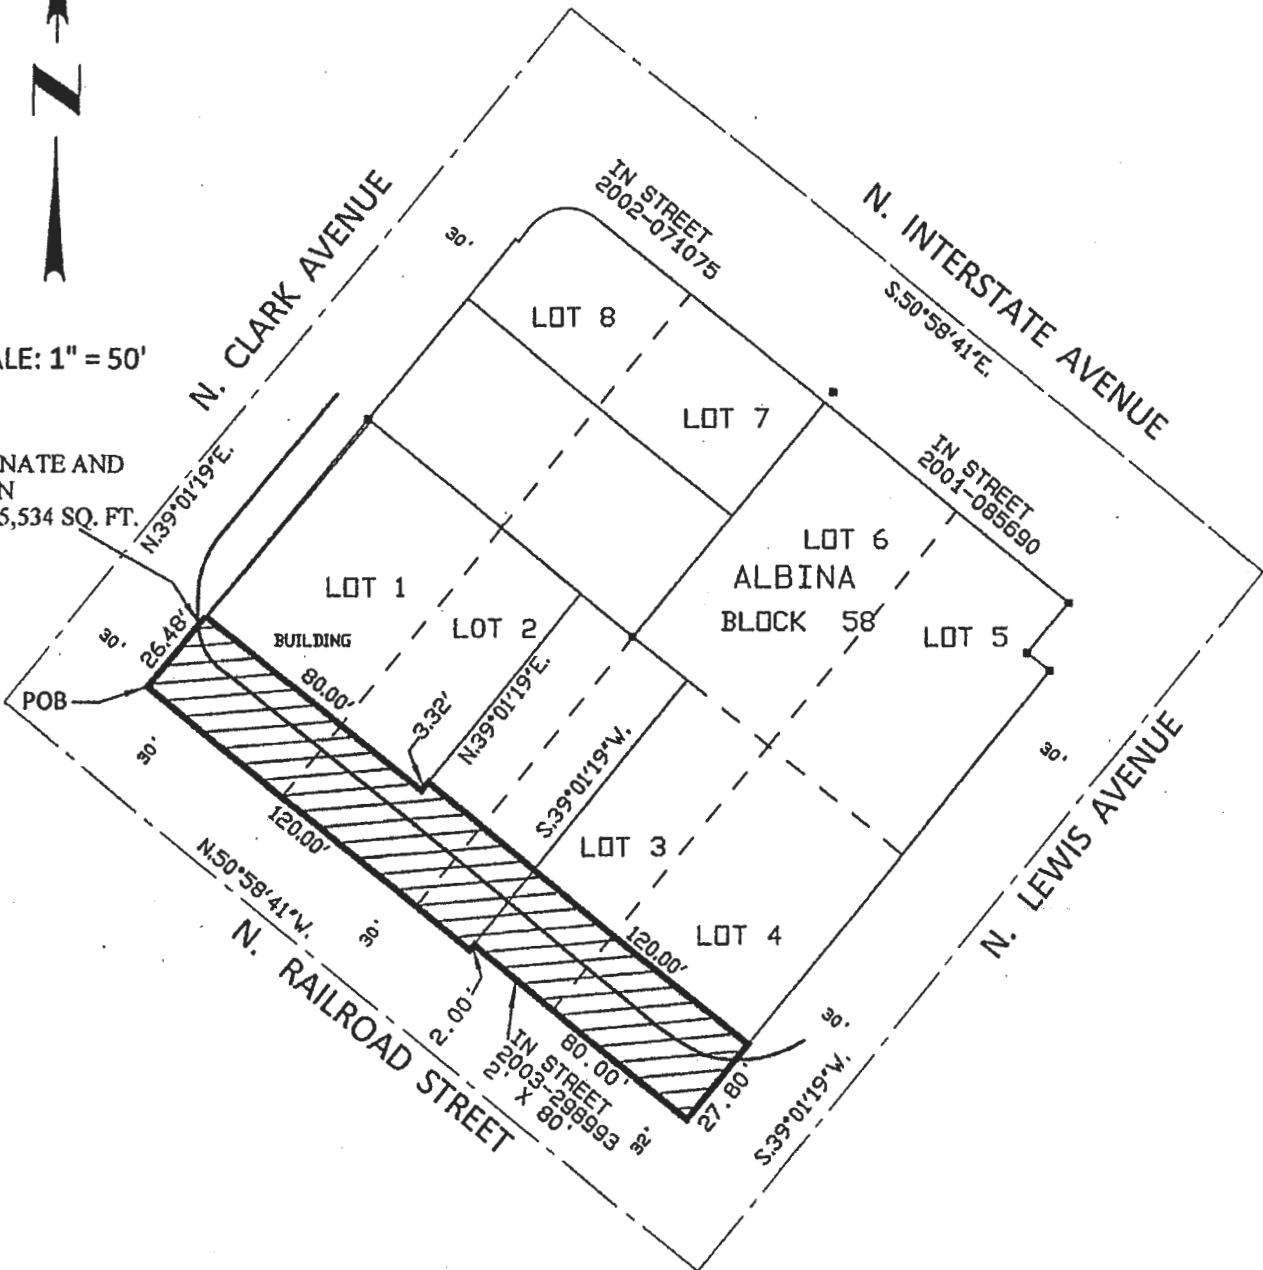 N
N. CLARK AVENUE
30'
IN STREET
2002-071075
N. INTERSTATE AVENUE
S.50°58'41"E.
ALE: 1" = 50'
LOT 8
LOT 7
NATE AND
N
5,534 SQ. FT.
N.39°01'19"E.
IN STREET
2001-085690
LOT 6
ALBINA
BLOCK 58
LOT 5
LOT 1
LOT 2
BUILDING
30'
26.48'
POB
80.00'
3.32'
N.39°01'19"E.
S.39°01'19"W.
30'
120.00'
N.50°58'41"W.
30'
N. RAILROAD STREET
LOT 3
LOT 4
120.00'
30'
N. LEWIS AVENUE
2.00'
IN STREET
2003-298993
2' X 80'
80.00'
32'
27.80'
30'
S.39°01'19"W.